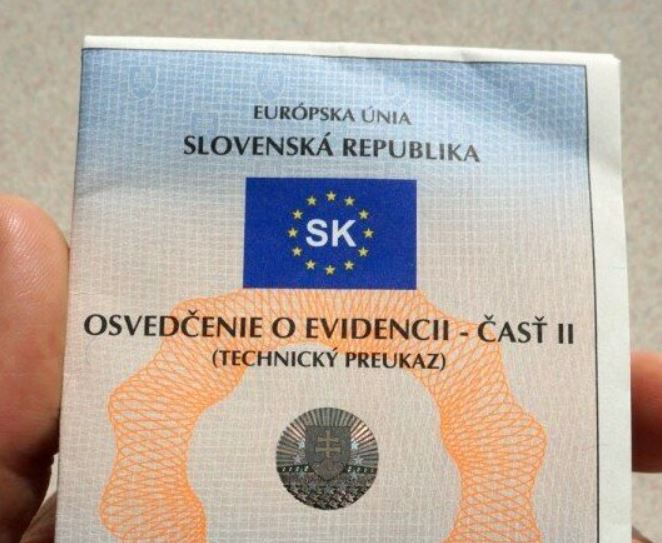 EURÓPSKA ÚNIA
SLOVENSKÁ REPUBLIKA
SK
OSVEDČENIE O EVIDENCII - ČASŤ II
(TECHNICKÝ PREUKAZ)